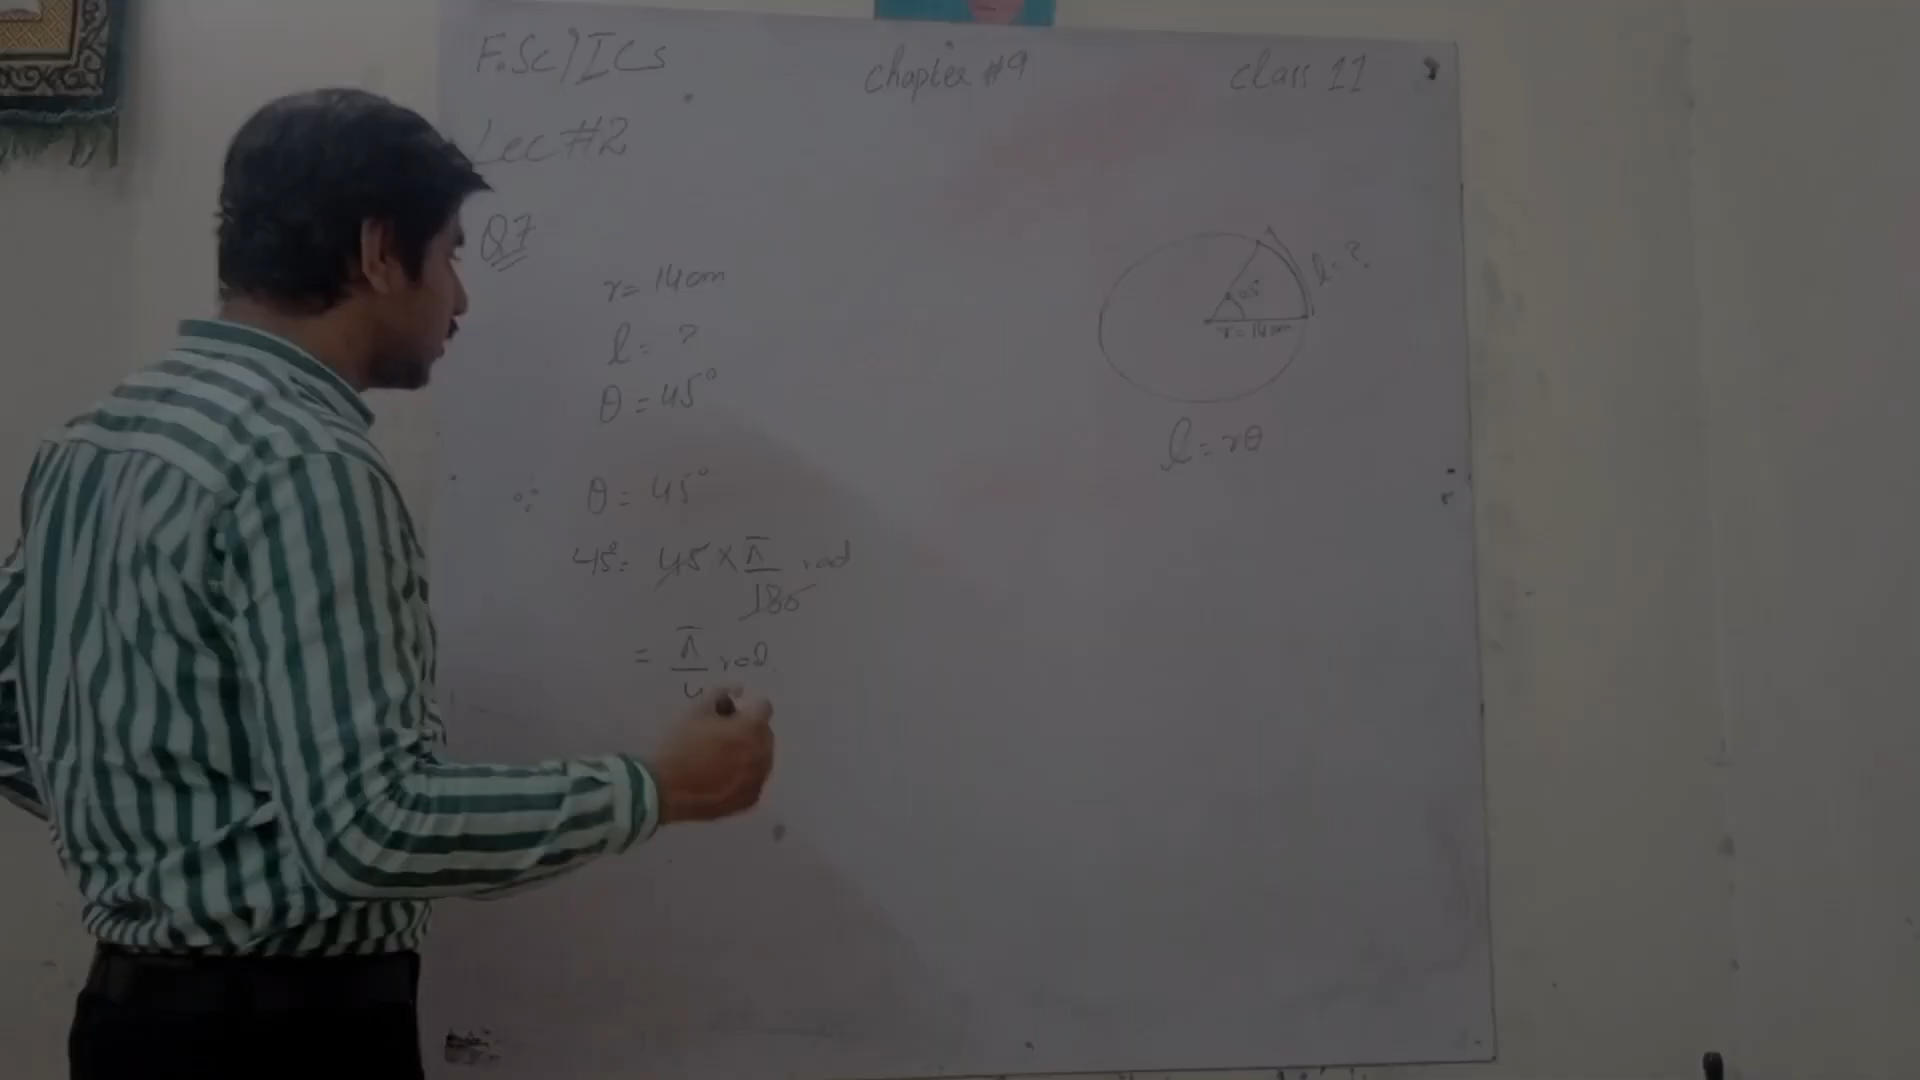 F.Sc/ICs
Chapter #9
Class 11
Lec #2
Q7
r = 14cm
l = ?
θ = 45°
∵ θ = 45°
45° = 45 × π/180 rad
= π/4 rad
l = ?
45°
r = 14cm
l = rθ